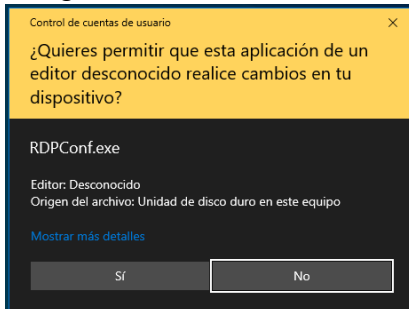 Control de cuentas de usuario
¿Quieres permitir que esta aplicación de un
editor desconocido realice cambios en tu
dispositivo?
RDPConf.exe
Editor: Desconocido
Origen del archivo: Unidad de disco duro en este equipo
Mostrar más detalles
Sí
No